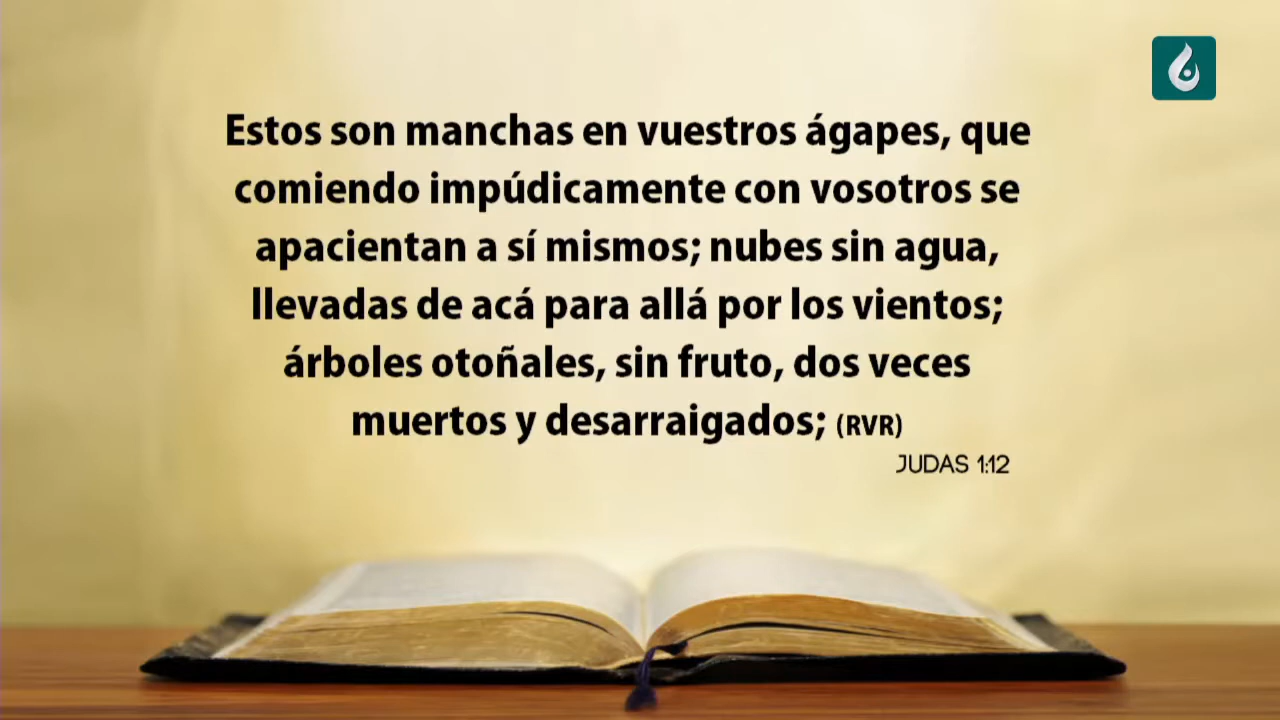 Estos son manchas en vuestros ágapes, que
comiendo impúdicamente con vosotros se
apacientan a sí mismos; nubes sin agua,
llevadas de acá para allá por los vientos;
árboles otoñales, sin fruto, dos veces
muertos y desarraigados; (RVR)
JUDAS 1:12